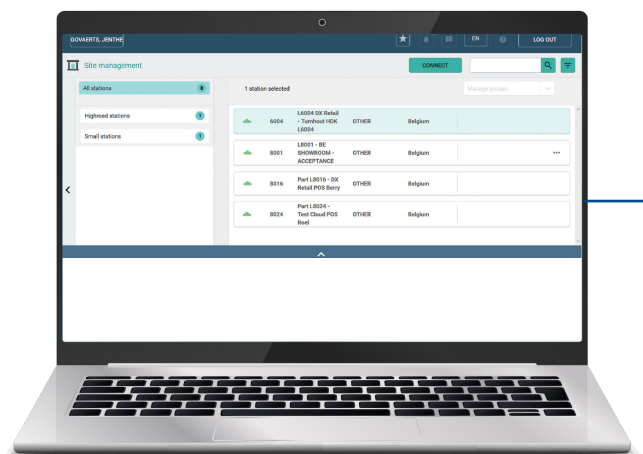 GOVAERTS, JENTHE
EN
LOG OUT
Site management
CONNECT
All stations 8
Highroad stations 1
Small stations 1
1 station selected
Manage groups
6004 L6004 DX Retail - Turnhout HDK L6004 OTHER Belgium
8001 L8001 - BE SHOWROOM - ACCEPTANCE OTHER Belgium
8016 Part L8016 - DX Retail POS Berry OTHER Belgium
8024 Part L8024 - Test Cloud POS Roel OTHER Belgium